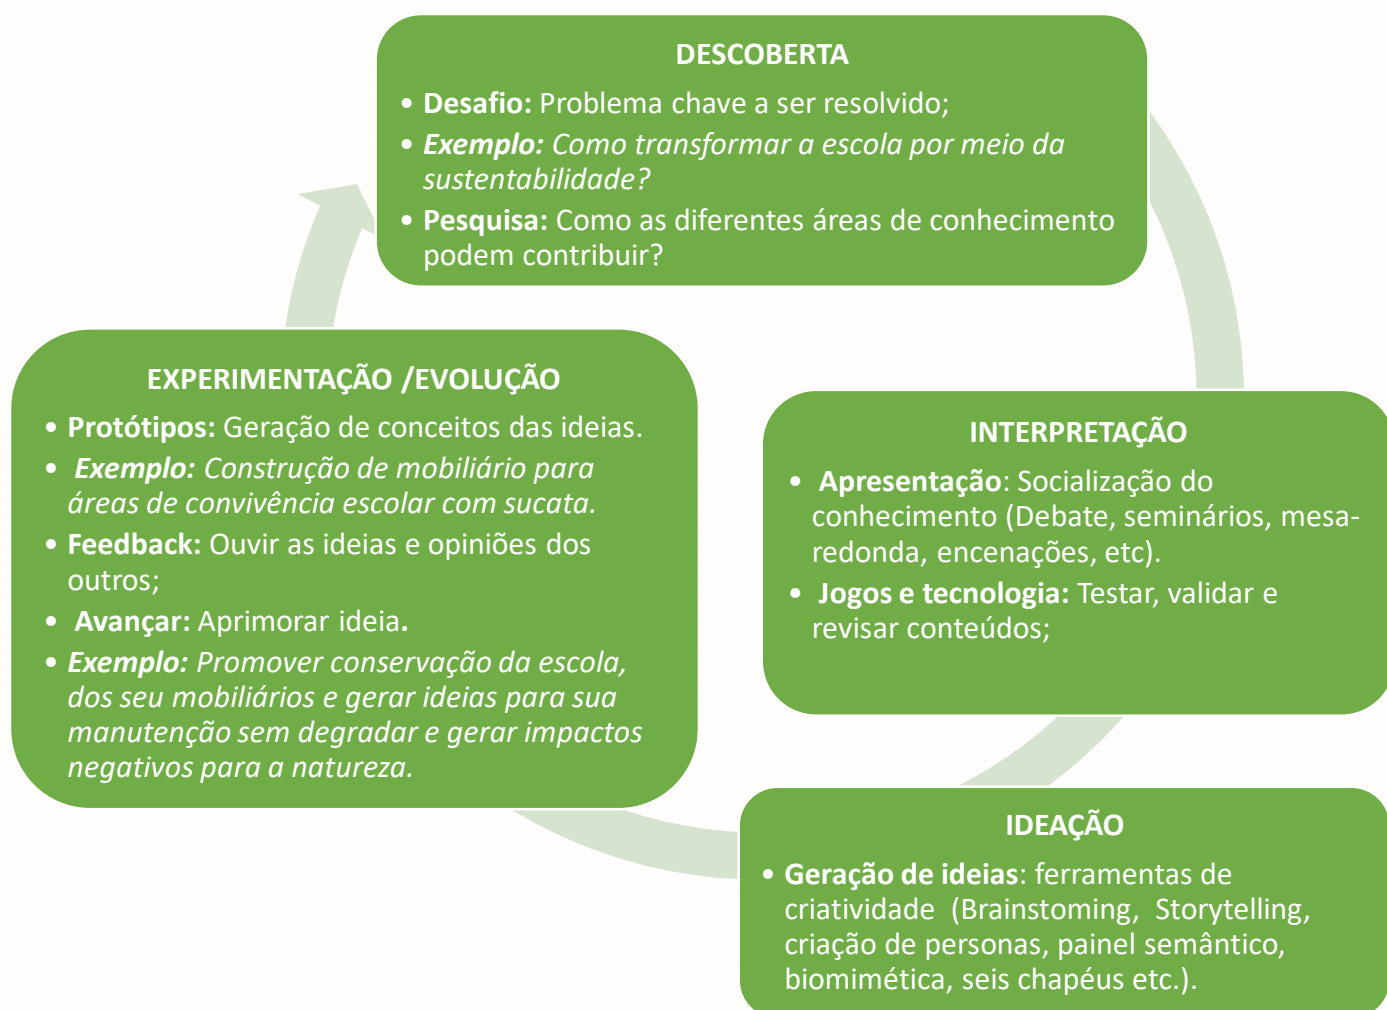 DESCOBERTA
• Desafio: Problema chave a ser resolvido;
• Exemplo: Como transformar a escola por meio da
sustentabilidade?
• Pesquisa: Como as diferentes áreas de conhecimento
podem contribuir?
INTERPRETAÇÃO
• Apresentação: Socialização do
conhecimento (Debate, seminários, mesa-
redonda, encenações, etc).
• Jogos e tecnologia: Testar, validar e
revisar conteúdos;
IDEAÇÃO
• Geração de ideias: ferramentas de
criatividade (Brainstoming, Storytelling,
criação de personas, painel semântico,
biomimética, seis chapéus etc.).
EXPERIMENTAÇÃO /EVOLUÇÃO
• Protótipos: Geração de conceitos das ideias.
• Exemplo: Construção de mobiliário para
áreas de convivência escolar com sucata.
• Feedback: Ouvir as ideias e opiniões dos
outros;
• Avançar: Aprimorar ideia.
• Exemplo: Promover conservação da escola,
dos seu mobiliários e gerar ideias para sua
manutenção sem degradar e gerar impactos
negativos para a natureza.